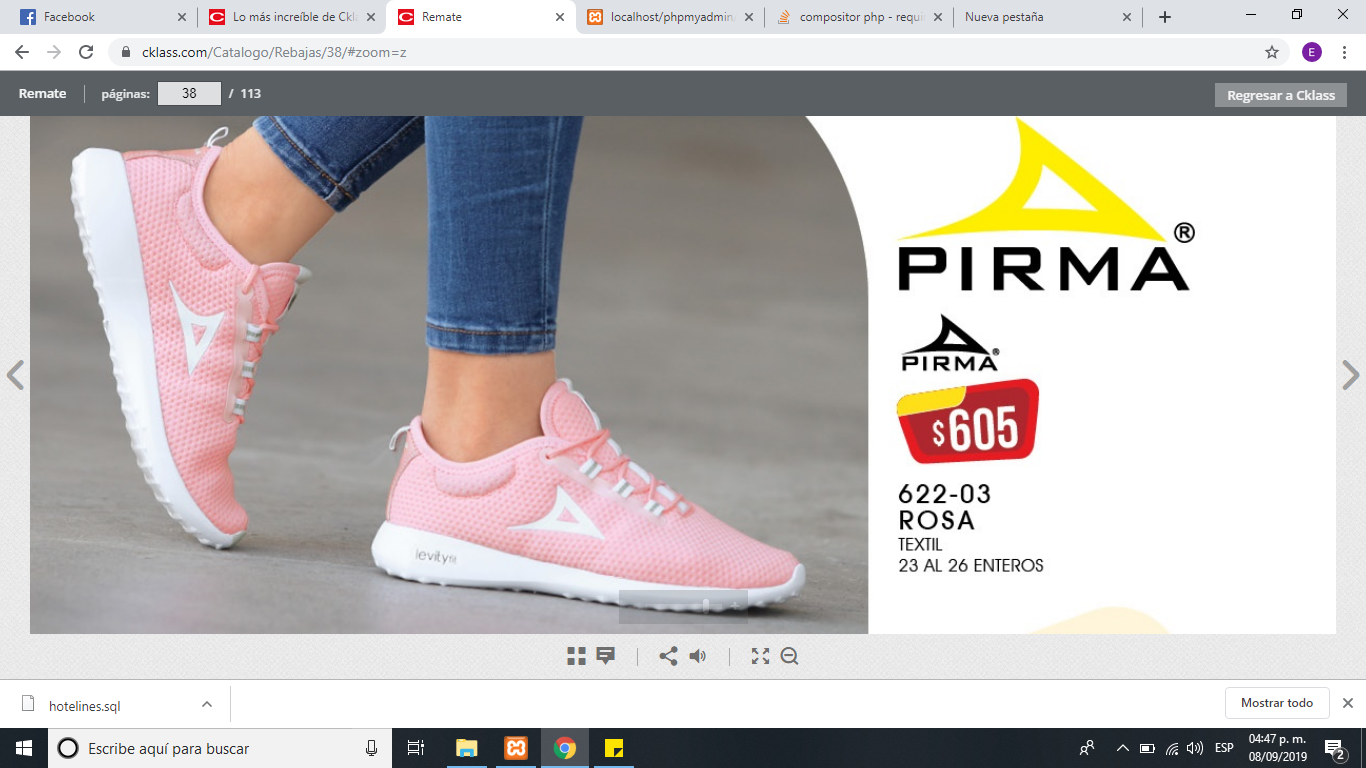 Facebook
Lo más increíble de Ckla
Remate
localhost/phpmyadmin
compositor php - requi
Nueva pestaña
cklass.com/Catalogo/Rebajas/38/#zoom=z
E
Remate
páginas: 38 / 113
Regresar a Cklass
PIRMA®
PIRMA®
$605
622-03
ROSA
TEXTIL
23 AL 26 ENTEROS
levity
hotelines.sql
Mostrar todo
Escribe aquí para buscar
ESP
04:47 p. m.
08/09/2019
2